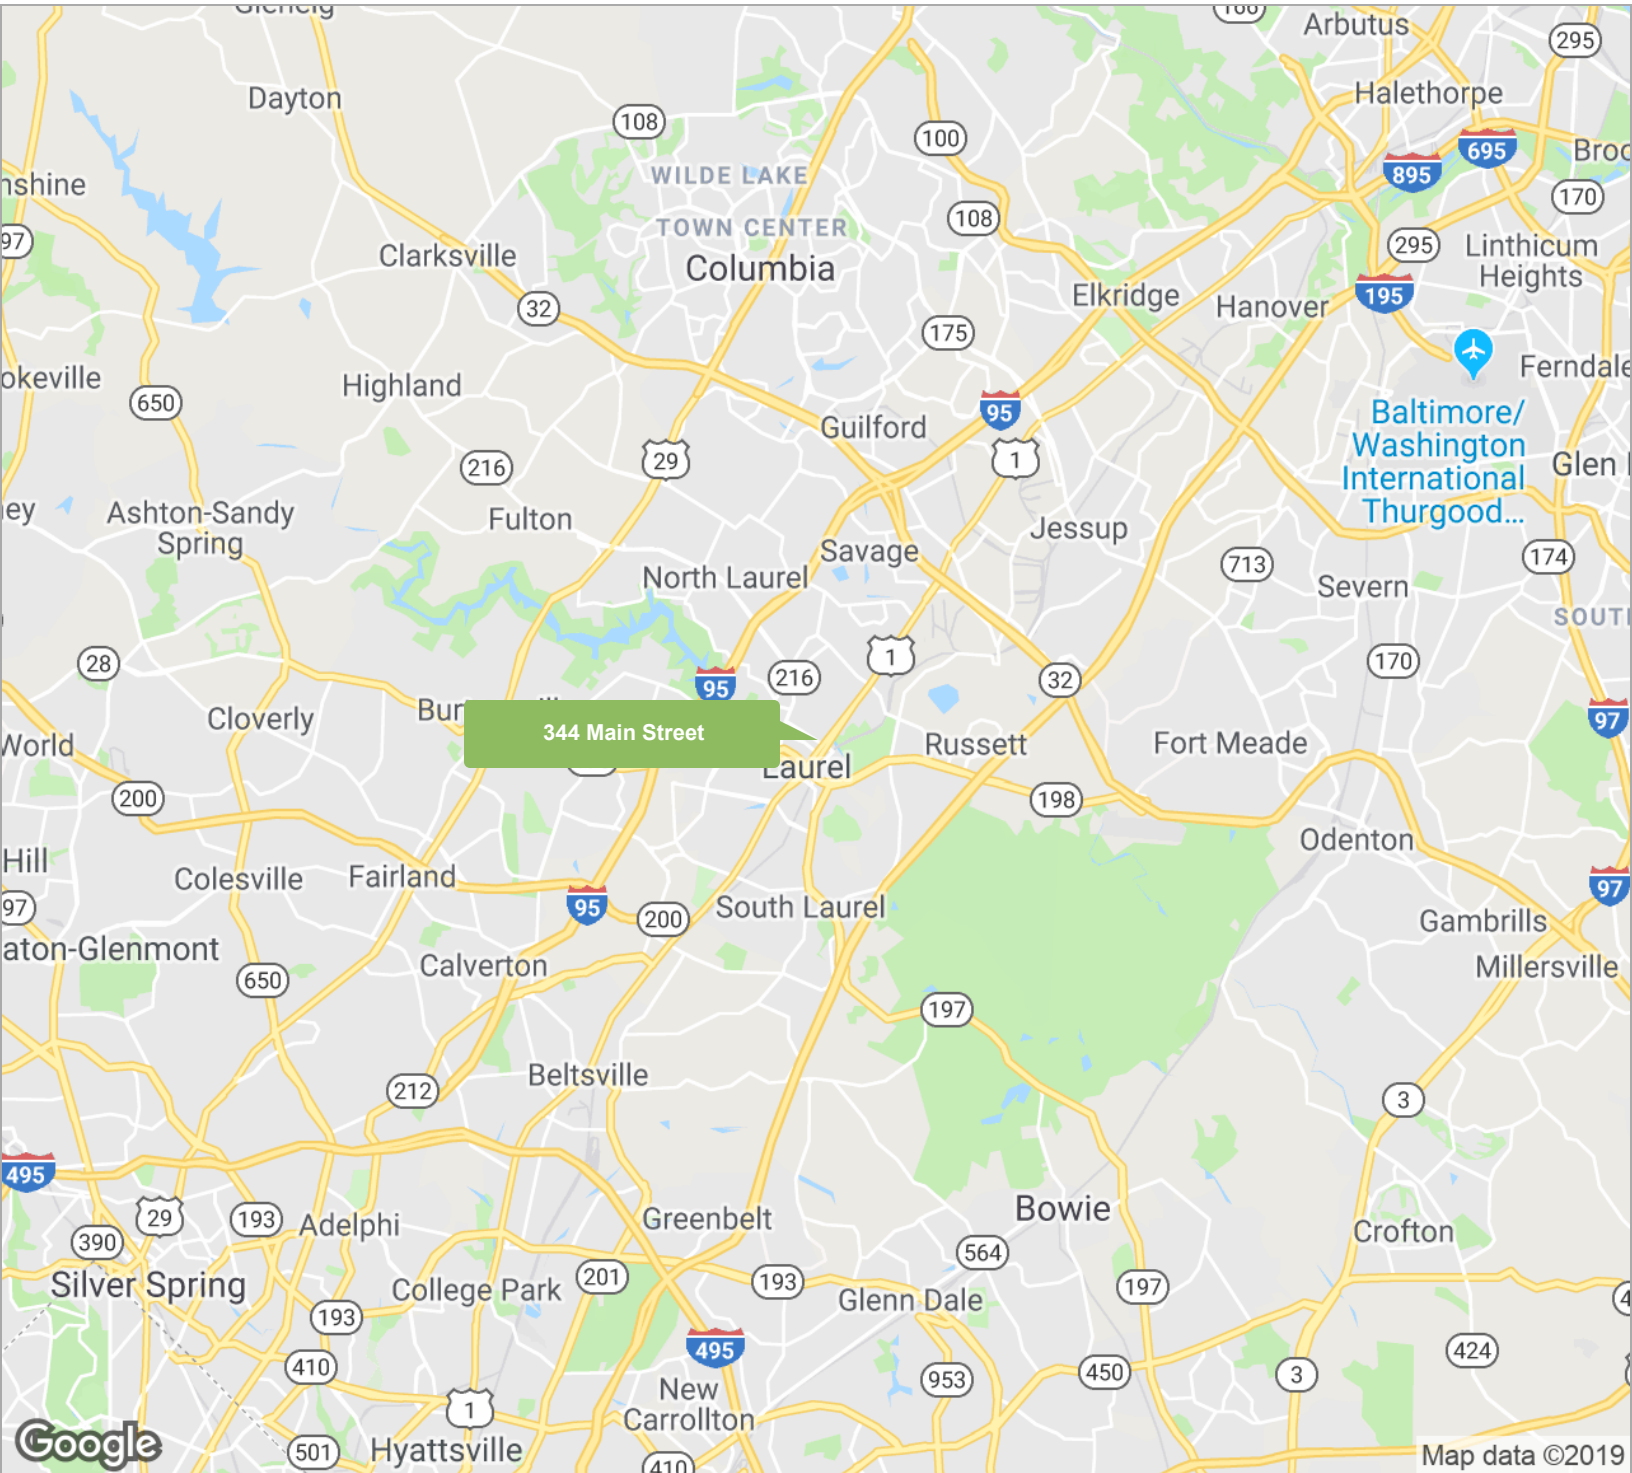 Glenelg
166
Arbutus
295
Dayton
Halethorpe
108
100
695
Broo
WILDE LAKE
895
nshine
170
108
TOWN CENTER
97
295
Linthicum
Heights
Clarksville
Columbia
195
Elkridge
Hanover
32
175
okeville
Highland
Ferndale
650
95
Baltimore/
Washington
International
Thurgood...
Guilford
29
1
216
Glen
ey
Ashton-Sandy
Spring
Fulton
Jessup
Savage
174
713
North Laurel
Severn
SOUTH
28
1
170
216
32
95
Cloverly
Bur
97
344 Main Street
World
Russett
Fort Meade
Laurel
200
198
Odenton
Hill
Colesville
Fairland
97
97
95
200
South Laurel
Gambrills
aton-Glenmont
Calverton
Millersville
650
197
Beltsville
212
3
495
29
193
Adelphi
Greenbelt
Bowie
390
Crofton
564
Silver Spring
College Park
201
193
197
Glenn Dale
4
193
495
424
410
953
450
3
New
Carrollton
1
Hyattsville
501
410
Google
Map data ©2019